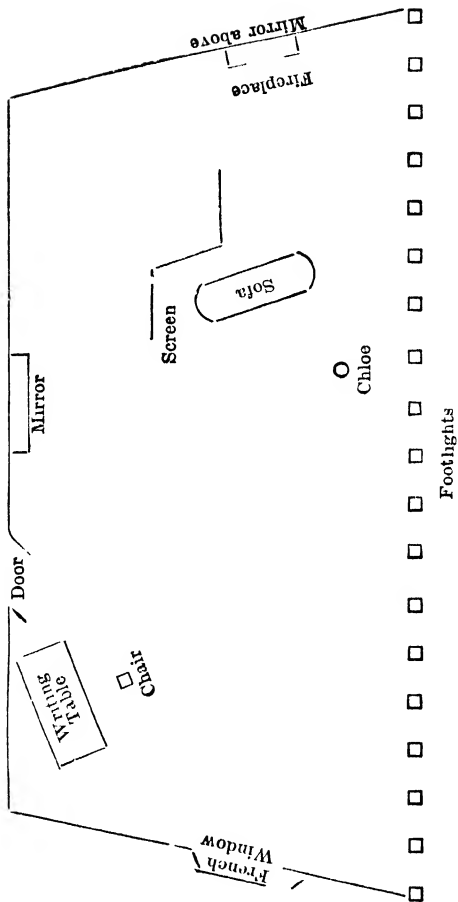 Mirror above
Fireplace
Sofa
Screen
Mirror
Chloe
Door
Writing
Table
Chair
French
Window
Footlights